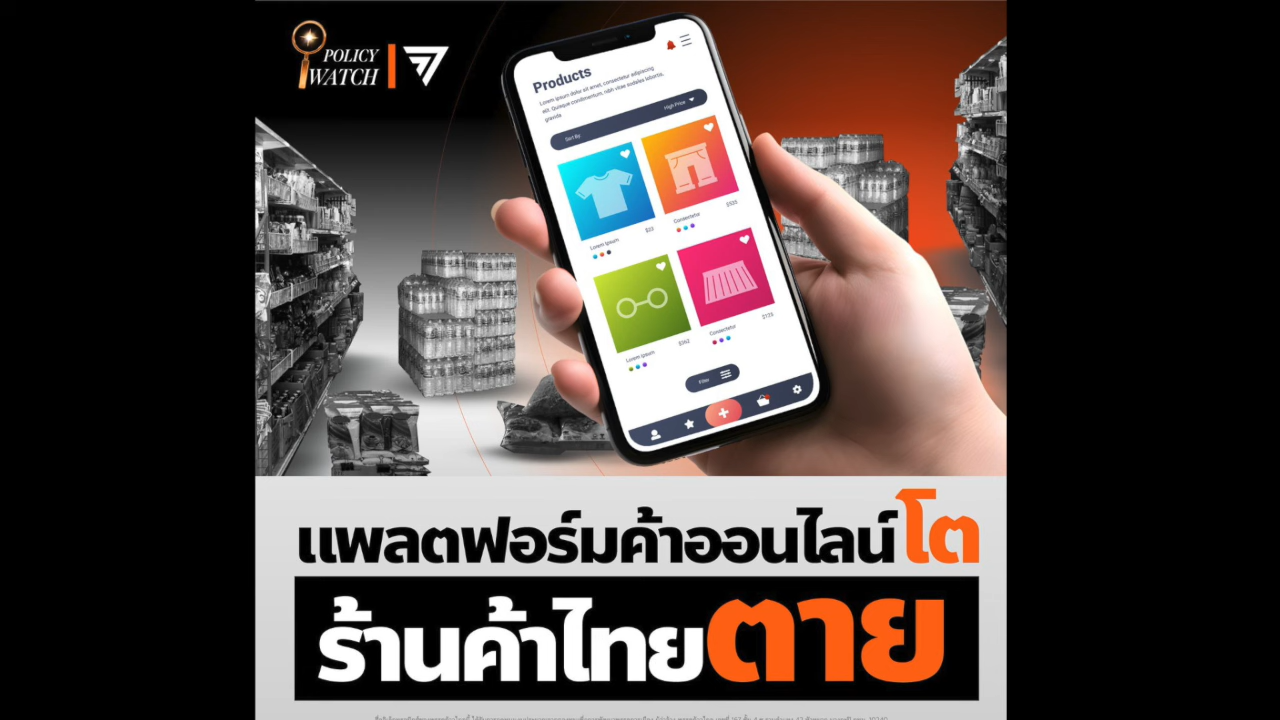 POLICY
WATCH
Products
Lorem ipsum dolor sit amet, consectetur adipiscing
elit. Quisque condimentum, nibh vitae sodales lobortis,
gravida
Sort By
High Price
Lorem Ipsum
$23
Consectetur
$525
Lorem Ipsum
$362
Consectetur
$123
Filter
แพลตฟอร์มค้าออนไลน์โต
ร้านค้าไทยตาย